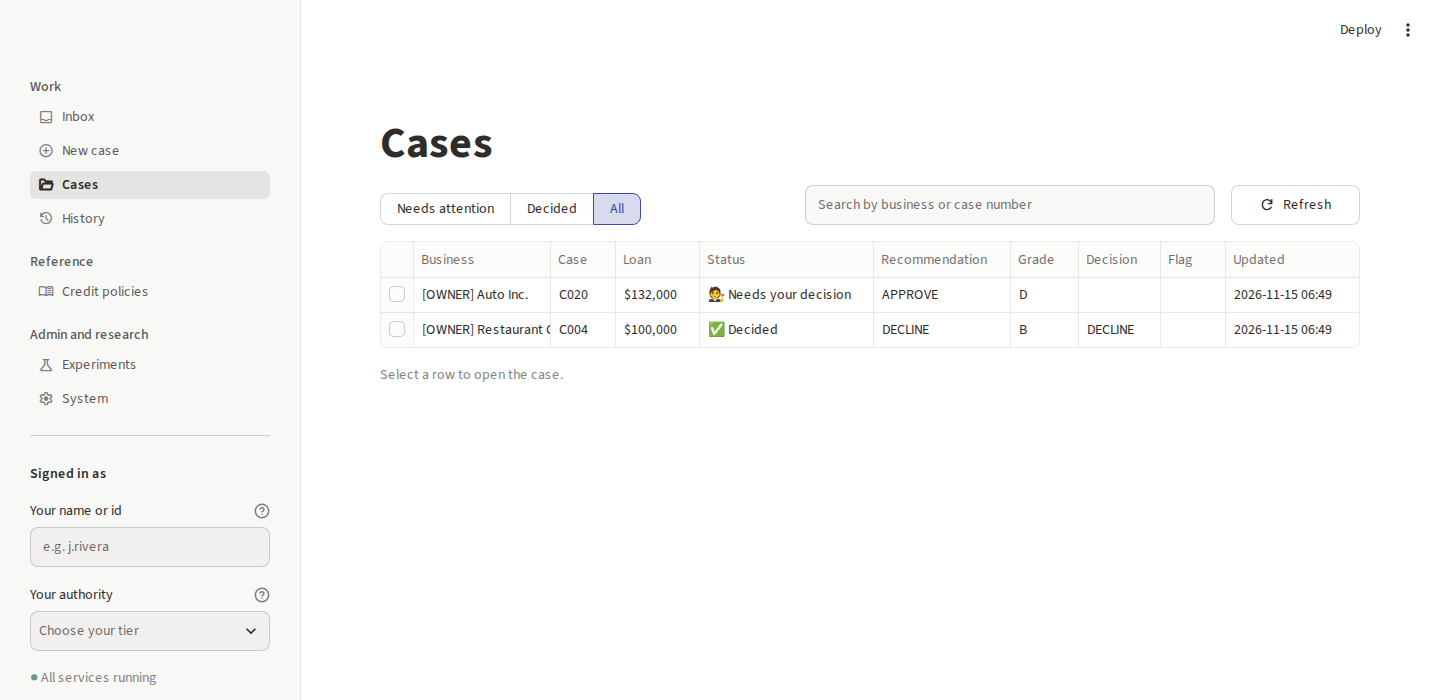 Deploy
Work
Inbox
New case
Cases
History
Reference
Credit policies
Admin and research
Experiments
System
Signed in as
Your name or id
e.g. j.rivera
Your authority
Choose your tier
All services running
Cases
Needs attention Decided All
Search by business or case number
Refresh
Business Case Loan Status Recommendation Grade Decision Flag Updated
[OWNER] Auto Inc. C020 $132,000 Needs your decision APPROVE D 2026-11-15 06:49
[OWNER] Restaurant C004 $100,000 Decided DECLINE B DECLINE 2026-11-15 06:49
Select a row to open the case.